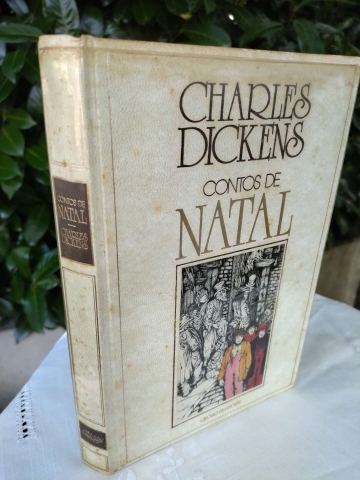 CHARLES
DICKENS
CONTOS DE
NATAL
CONTOS DE
NATAL
CHARLES
DICKENS